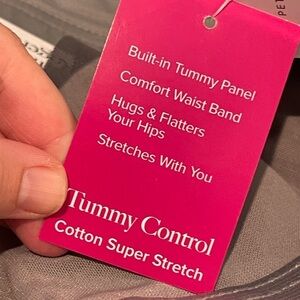 Built-in Tummy Panel
Comfort Waist Band
Hugs & Flatters
Your Hips
Stretches With You
Tummy Control
Cotton Super Stretch